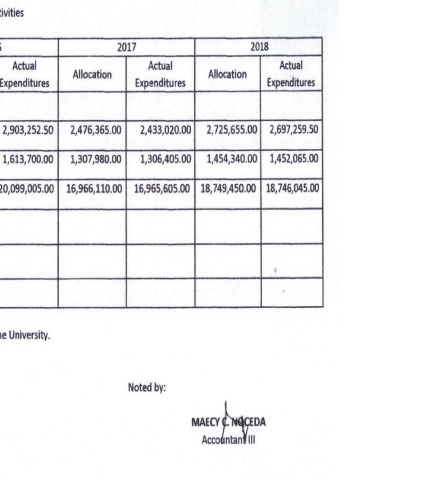 tivities
2017 2018
Actual Expenditures Allocation Actual Expenditures Allocation Actual Expenditures
2,903,252.50 2,476,365.00 2,433,020.00 2,725,655.00 2,697,259.50
1,613,700.00 1,307,980.00 1,306,405.00 1,454,340.00 1,452,065.00
20,099,005.00 16,966,110.00 16,965,605.00 18,749,450.00 18,746,045.00
he University.
Noted by:
MAECY C. NOCEDA
Accountant III